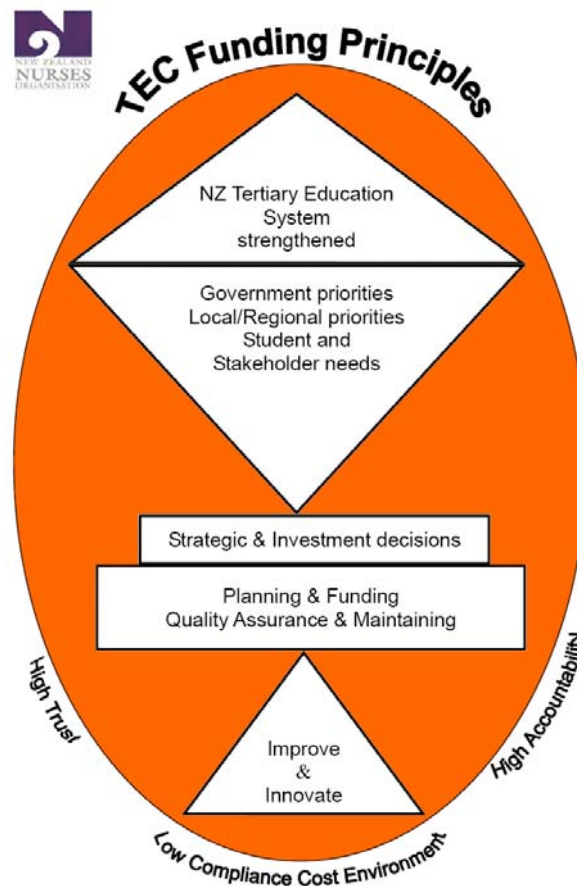 NEW ZEALAND
NURSES
ORGANISATION
TEC Funding Principles
NZ Tertiary Education
System
strengthened
Government priorities
Local/Regional priorities
Student and
Stakeholder needs
Strategic & Investment decisions
Planning & Funding
Quality Assurance & Maintaining
Improve
&
Innovate
High Trust
High Accountability
Low Compliance Cost Environment